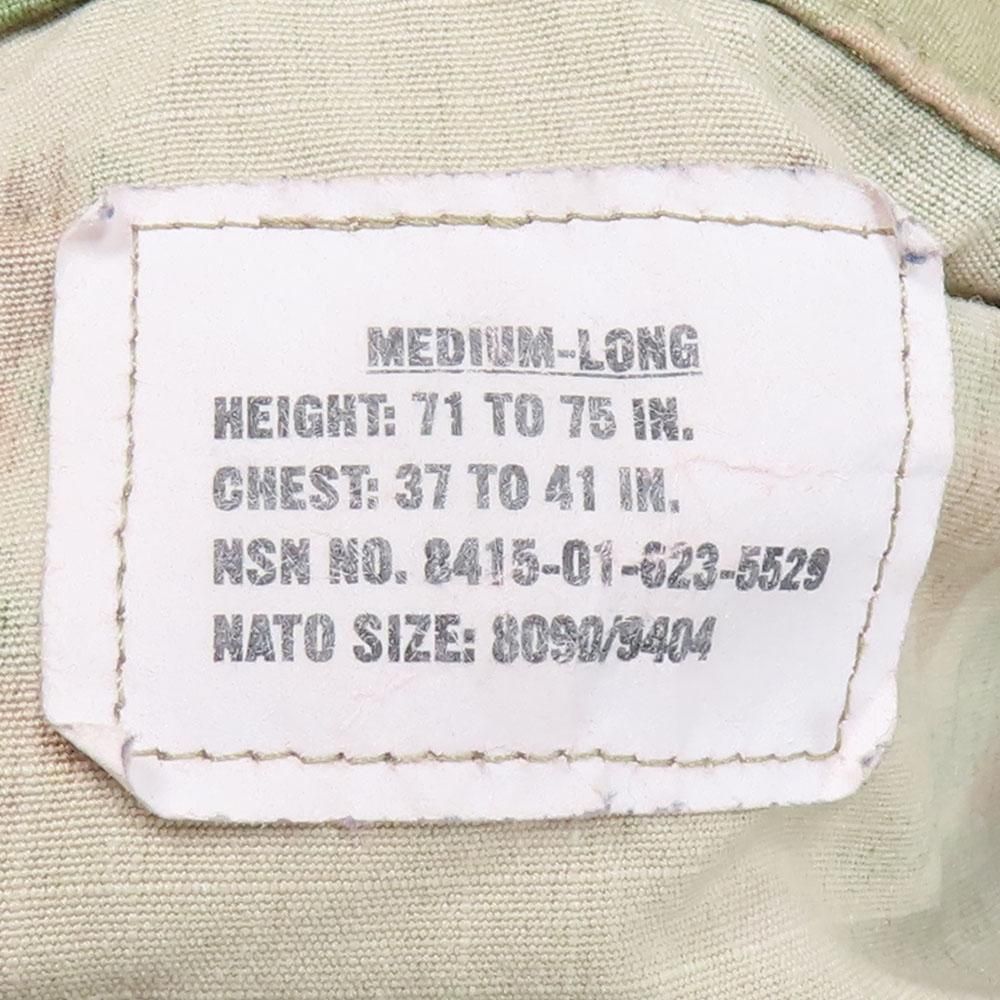 MEDIUM-LONG
HEIGHT: 71 TO 75 IN.
CHEST: 37 TO 41 IN.
NSN NO. 8415-01-623-5529
NATO SIZE: 8090/9404